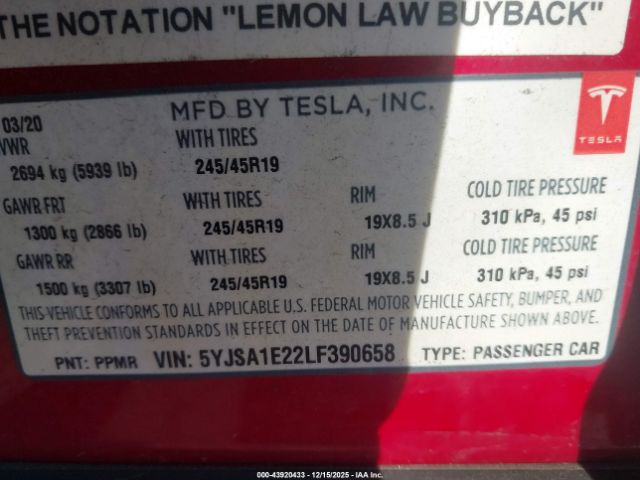 THE NOTATION "LEMON LAW BUYBACK"
MFD BY TESLA, INC.
TESLA
03/20
VWR WITH TIRES
2694 kg (5939 lb) 245/45R19
GAWR FRT WITH TIRES RIM COLD TIRE PRESSURE
1300 kg (2866 lb) 245/45R19 19X8.5 J 310 kPa, 45 psi
GAWR RR WITH TIRES RIM COLD TIRE PRESSURE
1500 kg (3307 lb) 245/45R19 19X8.5 J 310 kPa, 45 psi
THIS VEHICLE CONFORMS TO ALL APPLICABLE U.S. FEDERAL MOTOR VEHICLE SAFETY, BUMPER, AND
THEFT PREVENTION STANDARDS IN EFFECT ON THE DATE OF MANUFACTURE SHOWN ABOVE.
PNT: PPMR VIN: 5YJSA1E22LF390658 TYPE: PASSENGER CAR
000-43920433 - 12/15/2025 - IAAI, LLC